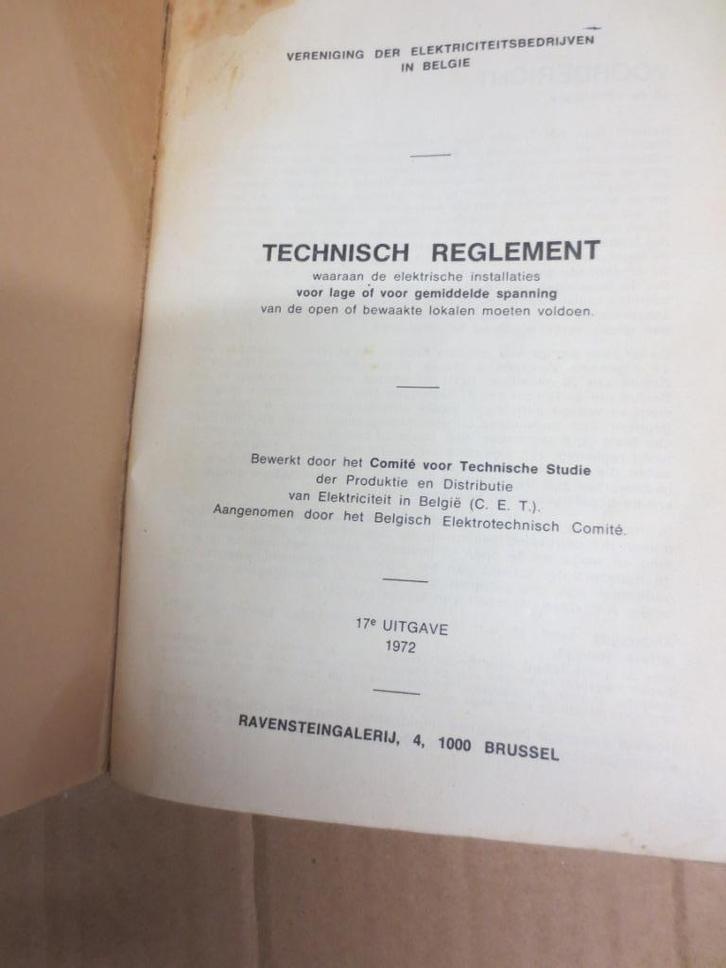 VERENIGING DER ELEKTRICITEITSBEDRIJVEN
IN BELGIE
TECHNISCH REGLEMENT
waaraan de elektrische installaties
voor lage of voor gemiddelde spanning
van de open of bewaakte lokalen moeten voldoen.
Bewerkt door het Comité voor Technische Studie
der Produktie en Distributie
van Elektriciteit in België (C. E. T.).
Aangenomen door het Belgisch Elektrotechnisch Comité.
17e UITGAVE
1972
RAVENSTEINGALERIJ, 4, 1000 BRUSSEL